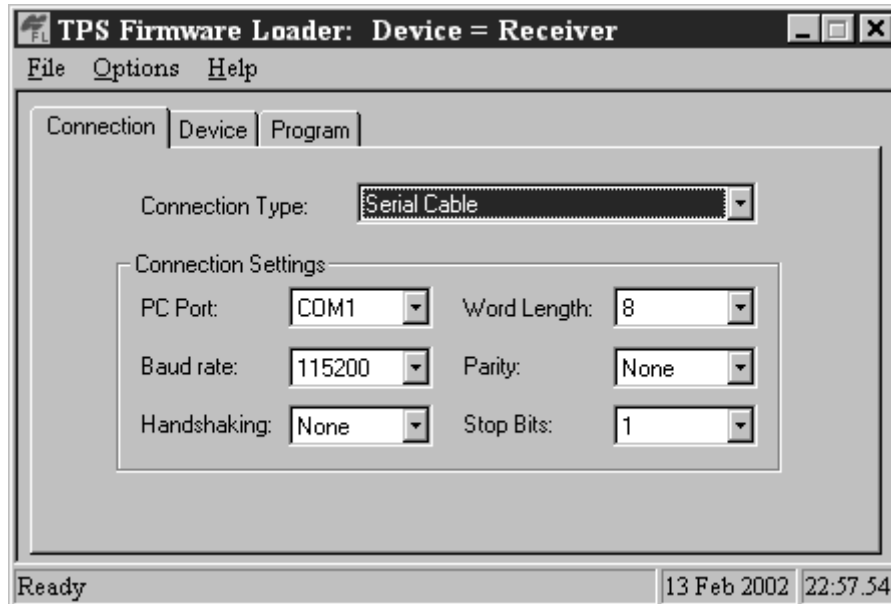 FL TPS Firmware Loader: Device = Receiver
File Options Help
Connection Device Program
Connection Type: Serial Cable
Connection Settings
PC Port: COM1 Word Length: 8
Baud rate: 115200 Parity: None
Handshaking: None Stop Bits: 1
Ready 13 Feb 2002 22:57.54